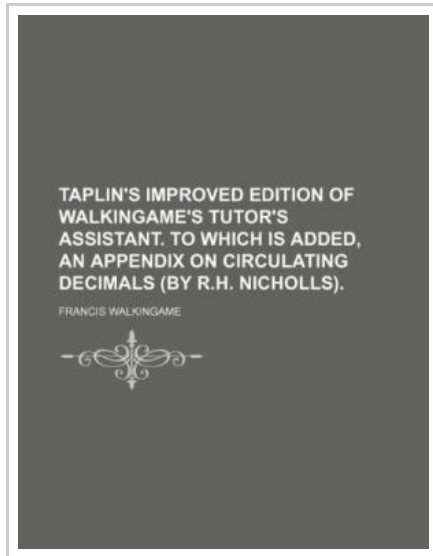 TAPLIN'S IMPROVED EDITION OF
WALKINGAME'S TUTOR'S
ASSISTANT. TO WHICH IS ADDED,
AN APPENDIX ON CIRCULATING
DECIMALS (BY R.H. NICHOLLS).
FRANCIS WALKINGAME